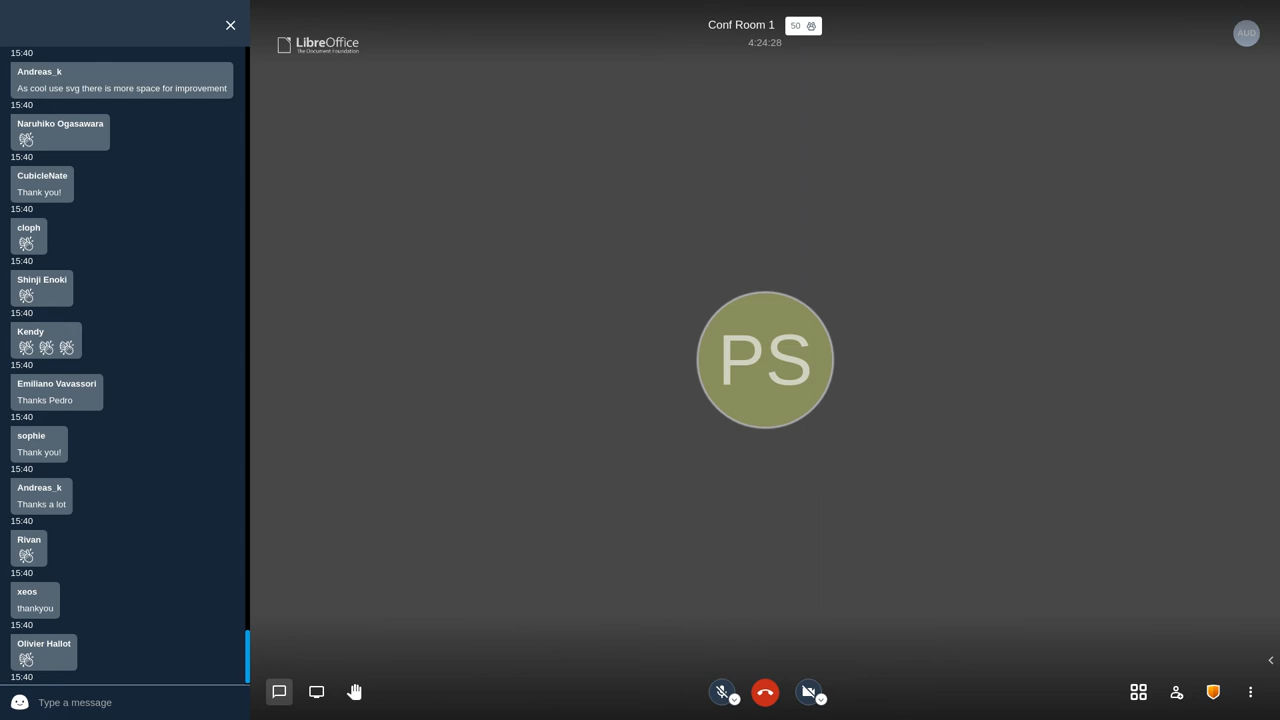 15:40
Andreas_k
As cool use svg there is more space for improvement
15:40
Naruhiko Ogasawara
15:40
CubicleNate
Thank you!
15:40
cloph
15:40
Shinji Enoki
15:40
Kendy
15:40
Emiliano Vavassori
Thanks Pedro
15:40
sophie
Thank you!
15:40
Andreas_k
Thanks a lot
15:40
Rivan
15:40
xeos
thankyou
15:40
Olivier Hallot
15:40
Type a message
LibreOffice
The Document Foundation
Conf Room 1
50
4:24:28
AUD
PS